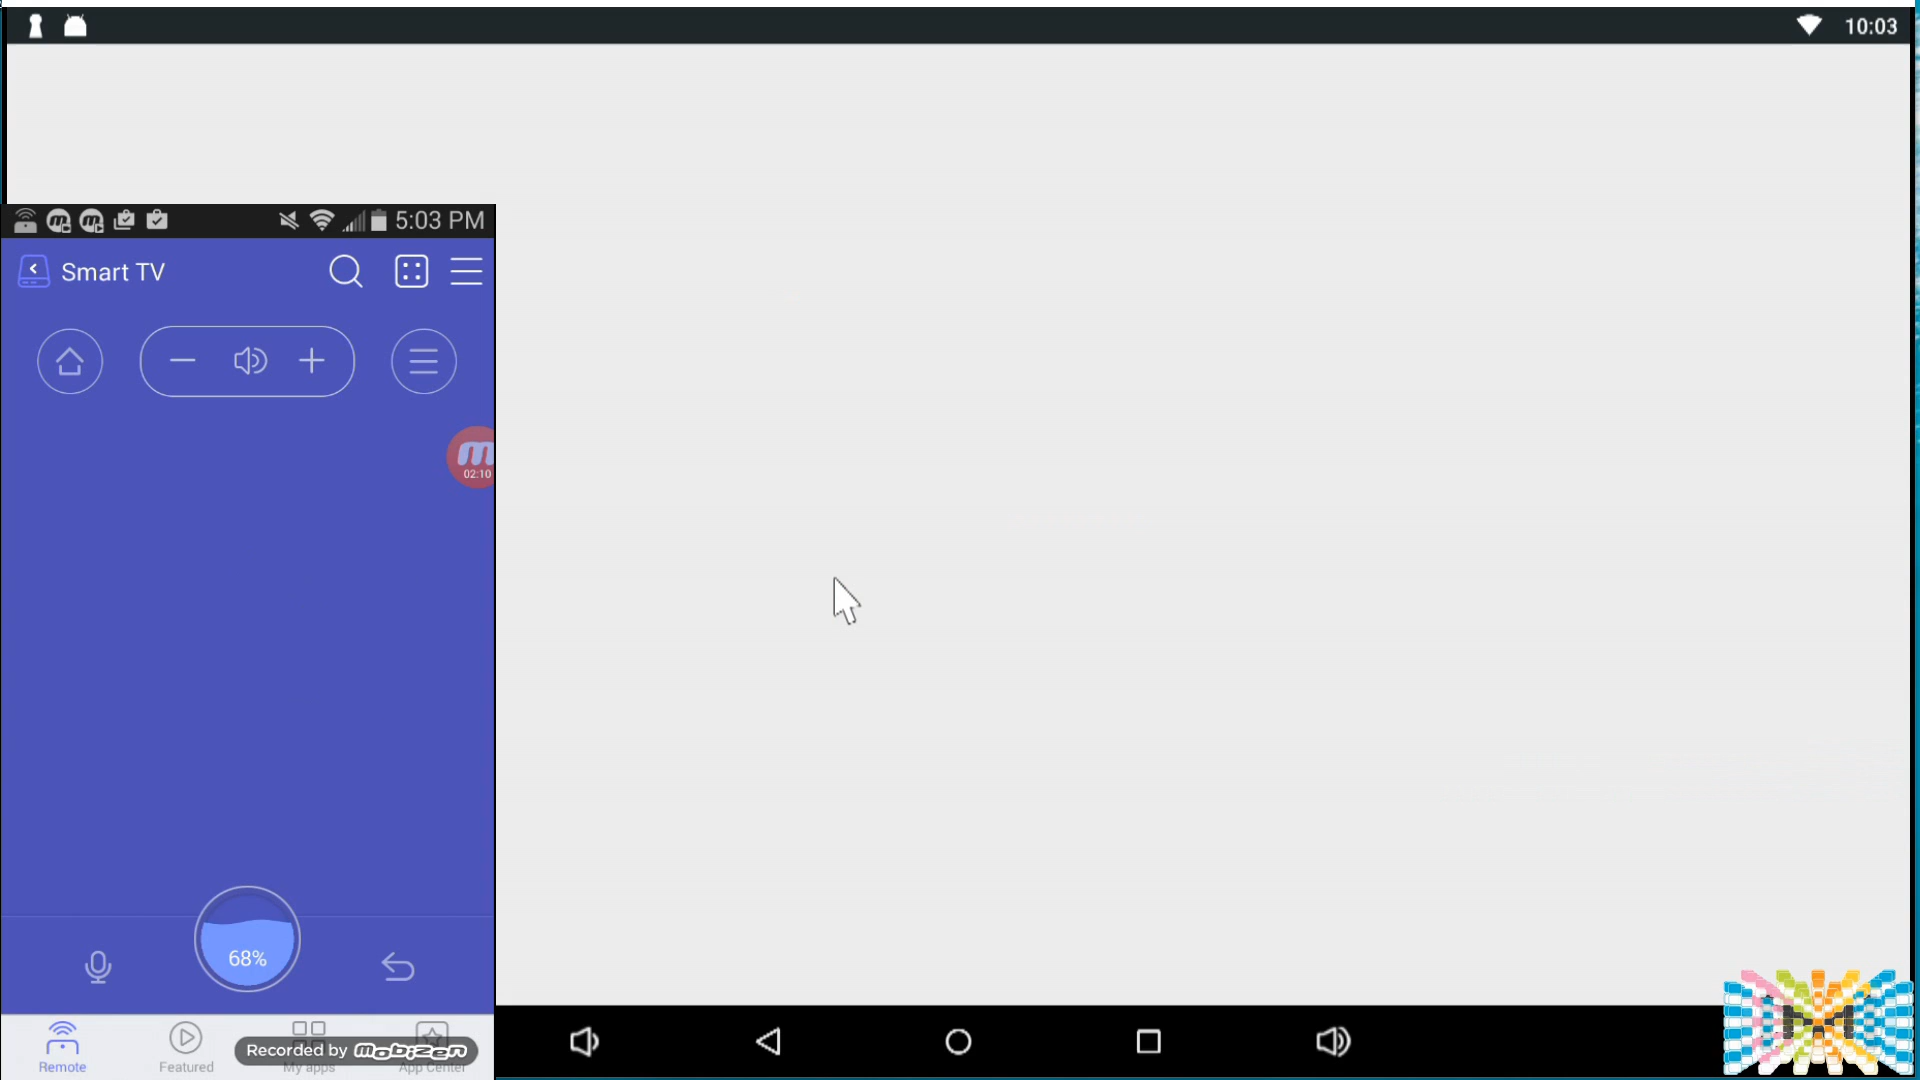 10:03
5:03 PM
Smart TV
02:10
68%
Recorded by mobizen
Remote
Featured
My apps
App Center